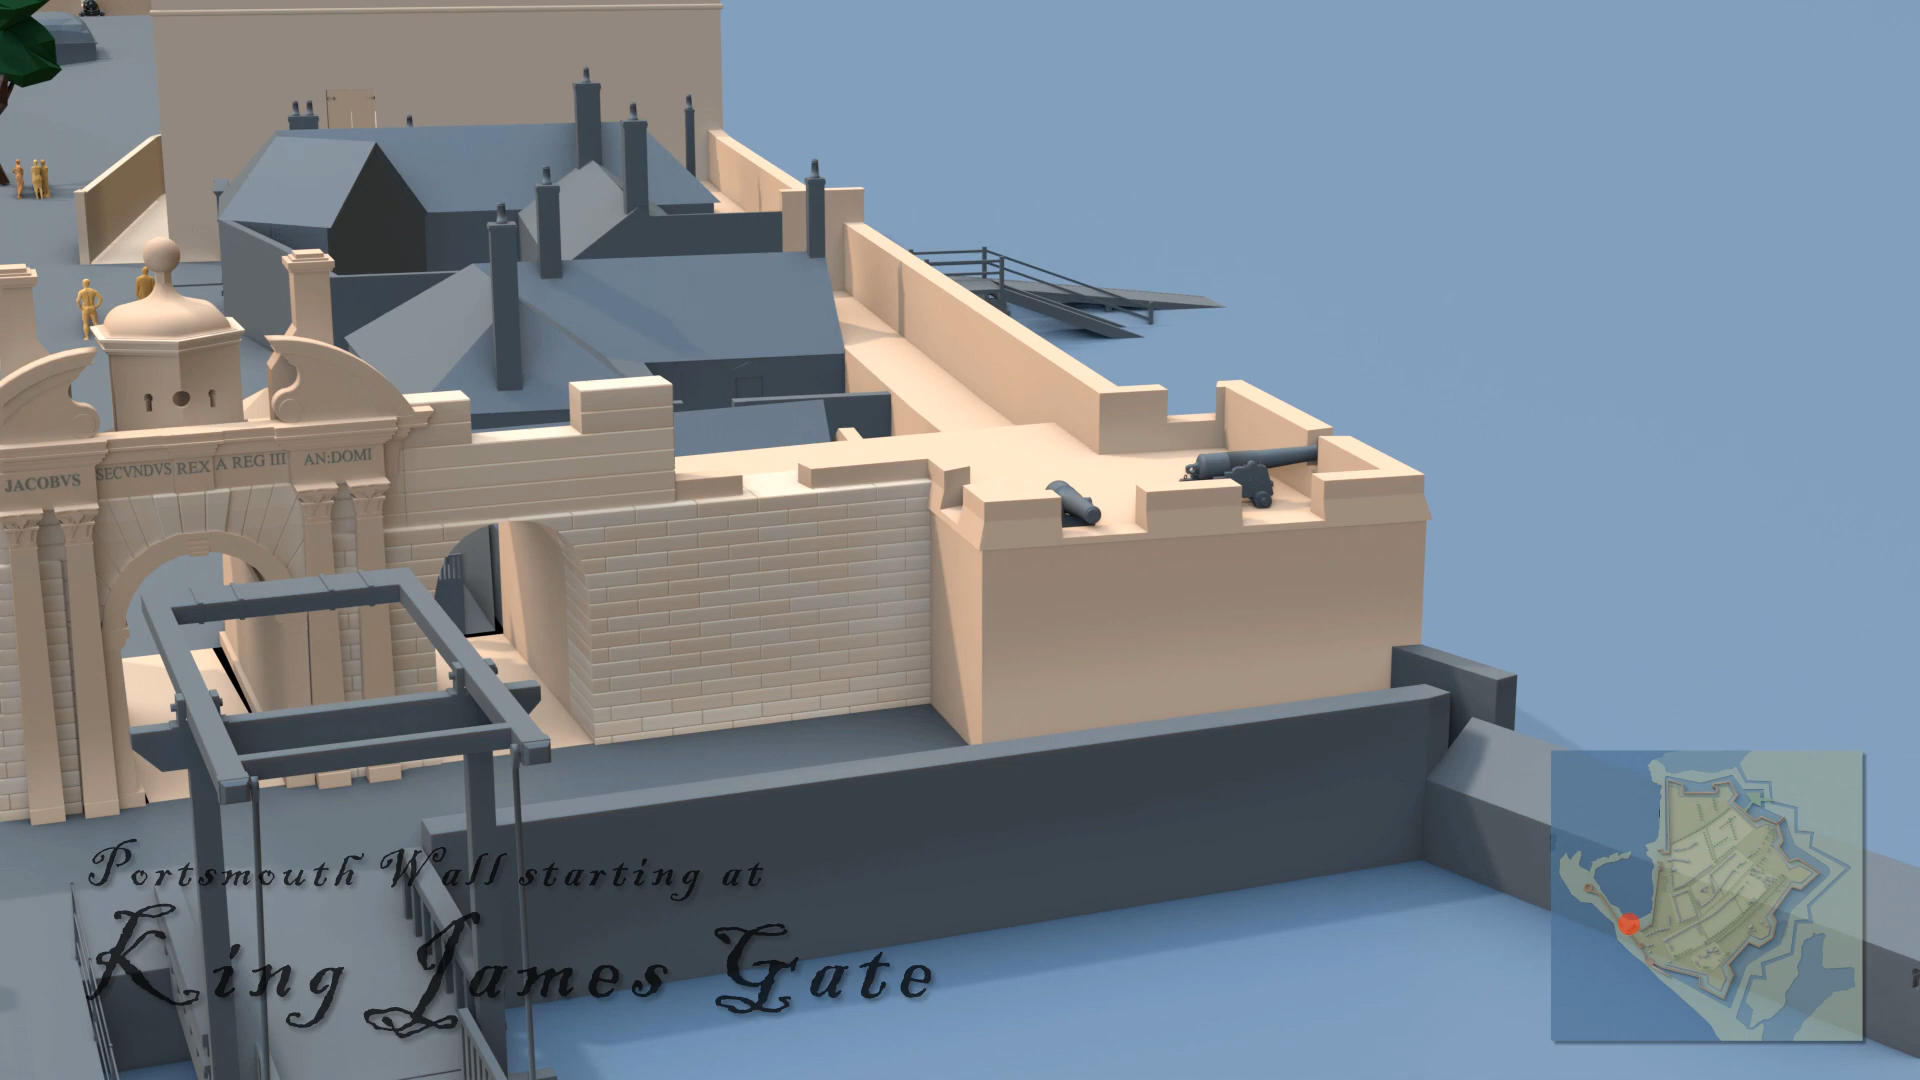 JACOBVS SECVNDVS REX A REG III AN:DOMI
Portsmouth Wall starting at
King James Gate